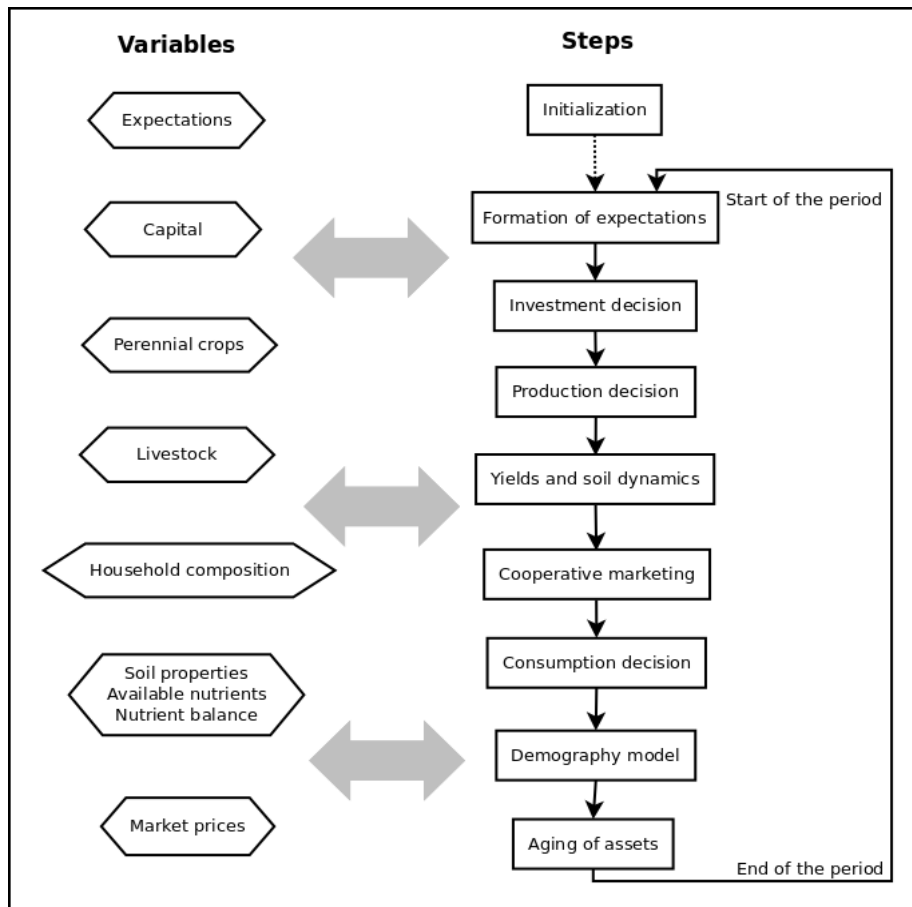 Variables
Expectations
Capital
Perennial crops
Livestock
Household composition
Soil properties
Available nutrients
Nutrient balance
Market prices
Steps
Initialization
Start of the period
Formation of expectations
Investment decision
Production decision
Yields and soil dynamics
Cooperative marketing
Consumption decision
Demography model
Aging of assets
End of the period